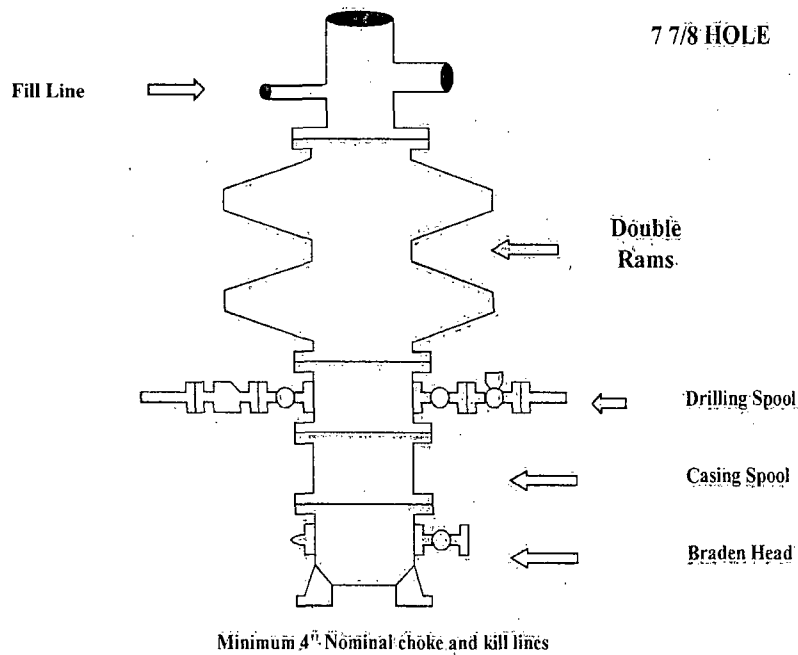 7 7/8 HOLE
Fill Line
Double
Rams
Drilling Spool
Casing Spool
Braden Head
Minimum 4" Nominal choke and kill lines